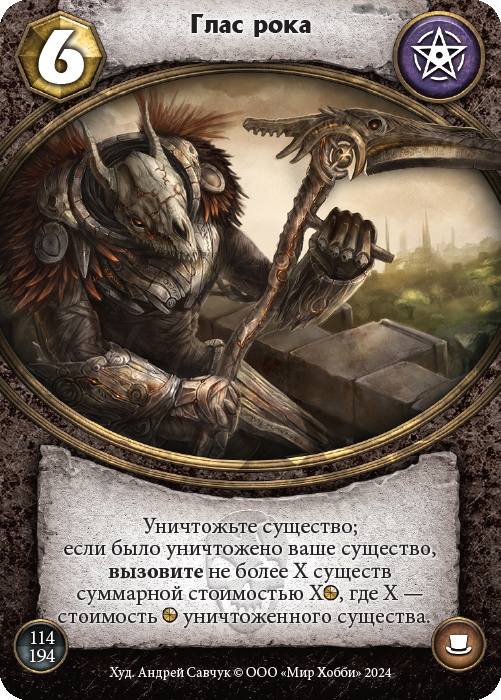 Глас рока
6
Уничтожьте существо;
если было уничтожено ваше существо,
вызовите не более X существ
суммарной стоимостью X, где X —
стоимость уничтоженного существа.
114
194
Худ. Андрей Савчук © ООО «Мир Хобби» 2024